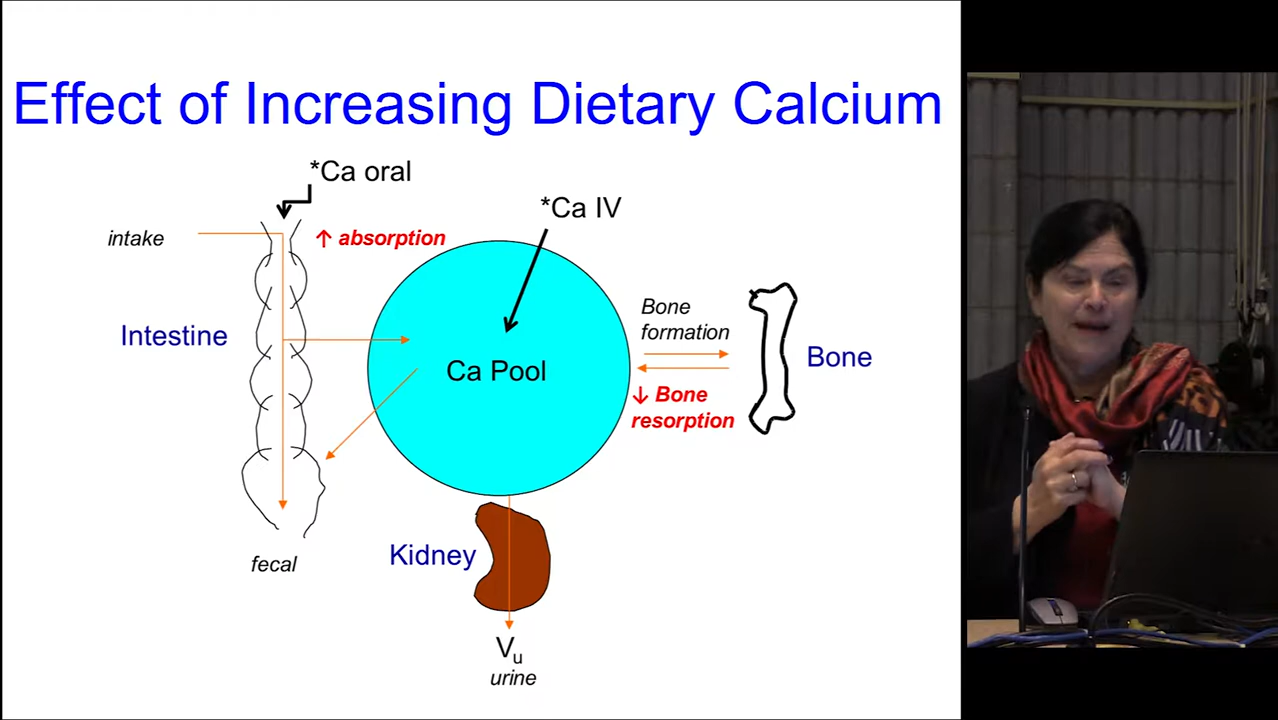 Effect of Increasing Dietary Calcium
*Ca oral
*Ca IV
intake
↑ absorption
Intestine
Ca Pool
Bone
formation
Bone
↓ Bone
resorption
fecal
Kidney
Vu
urine